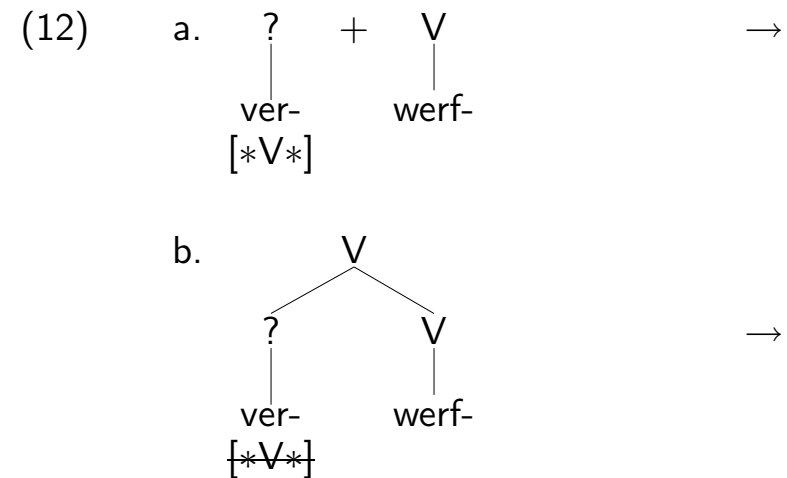 (12) a. ? + V →
ver- werf-
[∗V∗]
b. V
? V →
ver- werf-
[∗V∗]